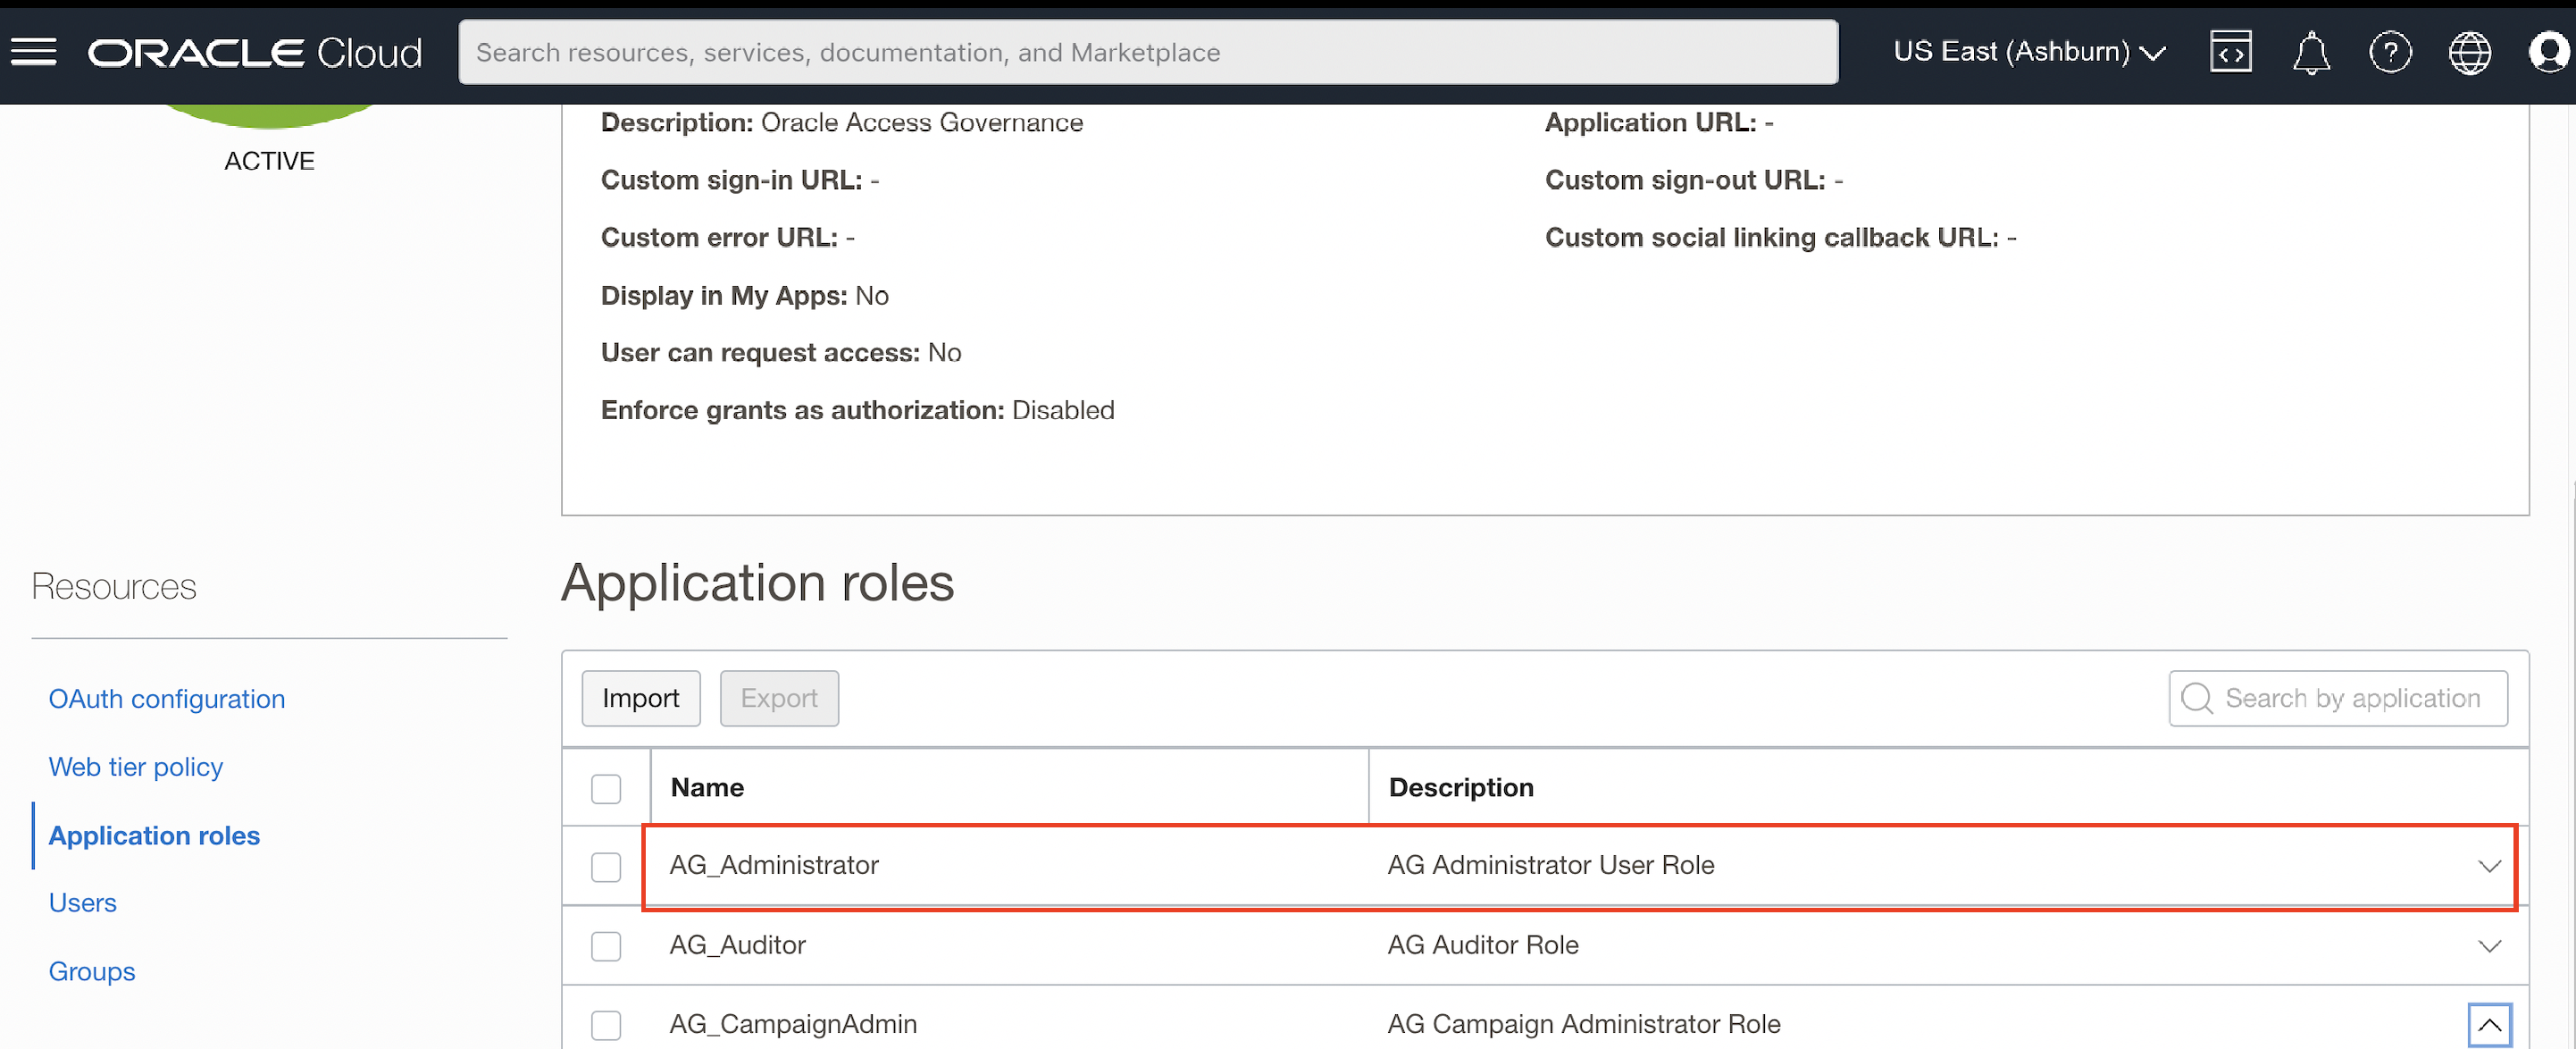 ORACLE Cloud
Search resources, services, documentation, and Marketplace
US East (Ashburn)
ACTIVE
Description: Oracle Access Governance
Application URL: -
Custom sign-in URL: -
Custom sign-out URL: -
Custom error URL: -
Custom social linking callback URL: -
Display in My Apps: No
User can request access: No
Enforce grants as authorization: Disabled
Resources
OAuth configuration
Web tier policy
Application roles
Users
Groups
Application roles
Import
Export
Search by application
Name
Description
AG_Administrator
AG Administrator User Role
AG_Auditor
AG Auditor Role
AG_CampaignAdmin
AG Campaign Administrator Role